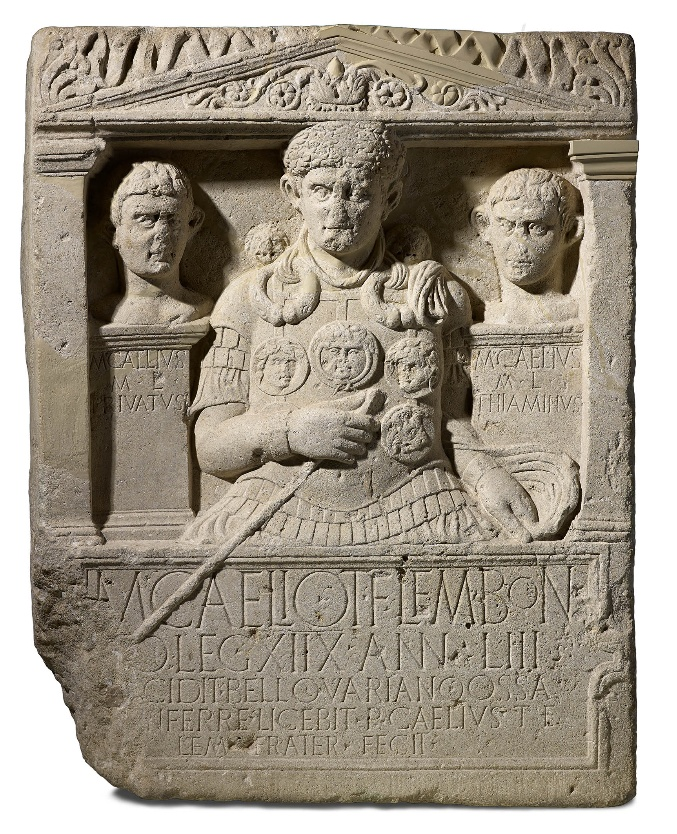 M CAELIVS
M L
PRIVATVS
M CAELIVS
M L
THIAMINVS
M CAELIO T F LEM BON
O LEG XIIX ANN LIII
CIDIT BELLO VARIANO OSSA
NFERRE LICEBIT P CAELIVS T F
LEM FRATER FECIT